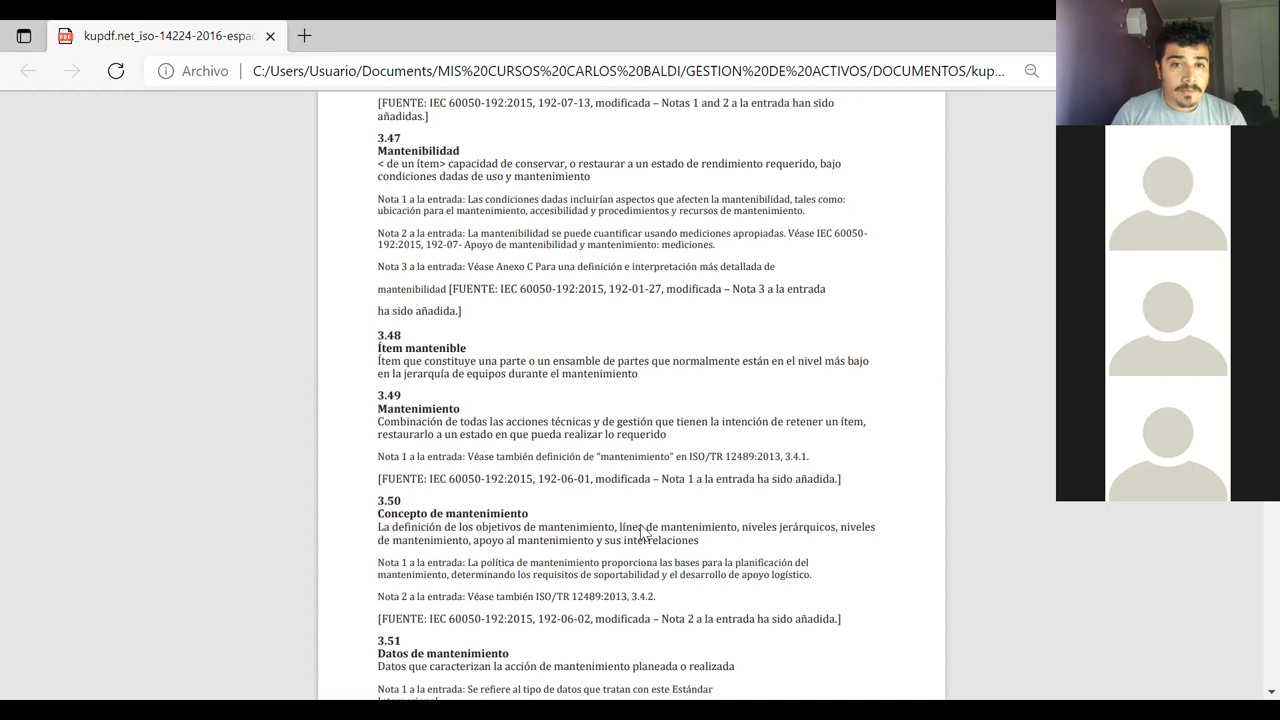 kupdf.net_iso-14224-2016-espa
Archivo | C:/Users/Usuario/Documents/MIS%20CURSOS%20CARLOS%20BALDI/GESTION%20DE%20ACTIVOS/DOCUMENTOS/kup...
[FUENTE: IEC 60050-192:2015, 192-07-13, modificada – Notas 1 and 2 a la entrada han sido
añadidas.]
3.47
Mantenibilidad
< de un ítem> capacidad de conservar, o restaurar a un estado de rendimiento requerido, bajo
condiciones dadas de uso y mantenimiento
Nota 1 a la entrada: Las condiciones dadas incluirían aspectos que afecten la mantenibilidad, tales como:
ubicación para el mantenimiento, accesibilidad y procedimientos y recursos de mantenimiento.
Nota 2 a la entrada: La mantenibilidad se puede cuantificar usando mediciones apropiadas. Véase IEC 60050-
192:2015, 192-07- Apoyo de mantenibilidad y mantenimiento: mediciones.
Nota 3 a la entrada: Véase Anexo C Para una definición e interpretación más detallada de
mantenibilidad [FUENTE: IEC 60050-192:2015, 192-01-27, modificada – Nota 3 a la entrada
ha sido añadida.]
3.48
Ítem mantenible
Ítem que constituye una parte o un ensamble de partes que normalmente están en el nivel más bajo
en la jerarquía de equipos durante el mantenimiento
3.49
Mantenimiento
Combinación de todas las acciones técnicas y de gestión que tienen la intención de retener un ítem,
restaurarlo a un estado en que pueda realizar lo requerido
Nota 1 a la entrada: Véase también definición de “mantenimiento” en ISO/TR 12489:2013, 3.4.1.
[FUENTE: IEC 60050-192:2015, 192-06-01, modificada – Nota 1 a la entrada ha sido añadida.]
3.50
Concepto de mantenimiento
La definición de los objetivos de mantenimiento, línea de mantenimiento, niveles jerárquicos, niveles
de mantenimiento, apoyo al mantenimiento y sus interrelaciones
Nota 1 a la entrada: La política de mantenimiento proporciona las bases para la planificación del
mantenimiento, determinando los requisitos de soportabilidad y el desarrollo de apoyo logístico.
Nota 2 a la entrada: Véase también ISO/TR 12489:2013, 3.4.2.
[FUENTE: IEC 60050-192:2015, 192-06-02, modificada – Nota 2 a la entrada ha sido añadida.]
3.51
Datos de mantenimiento
Datos que caracterizan la acción de mantenimiento planeada o realizada
Nota 1 a la entrada: Se refiere al tipo de datos que tratan con este Estándar